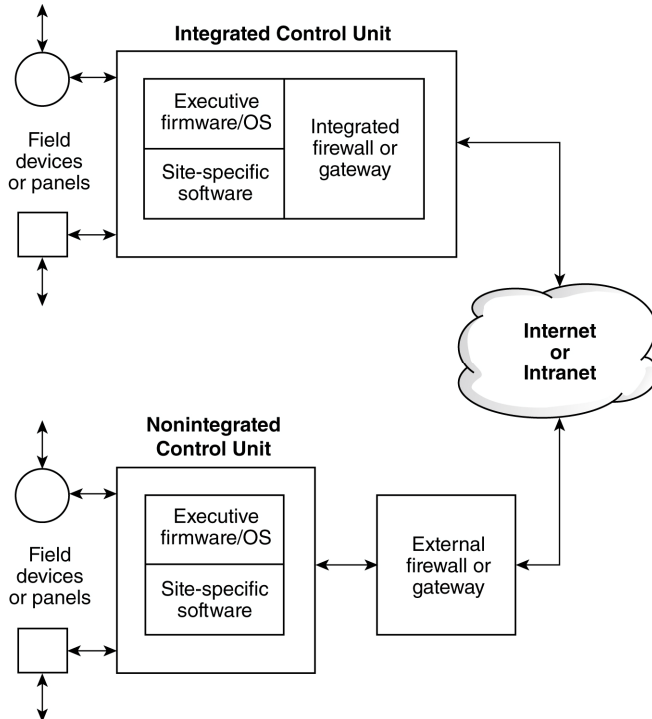 Integrated Control Unit
Executive
firmware/OS
Site-specific
software
Integrated
firewall or
gateway
Field
devices
or panels
Internet
or
Intranet
Nonintegrated
Control Unit
Executive
firmware/OS
Site-specific
software
External
firewall or
gateway
Field
devices
or panels